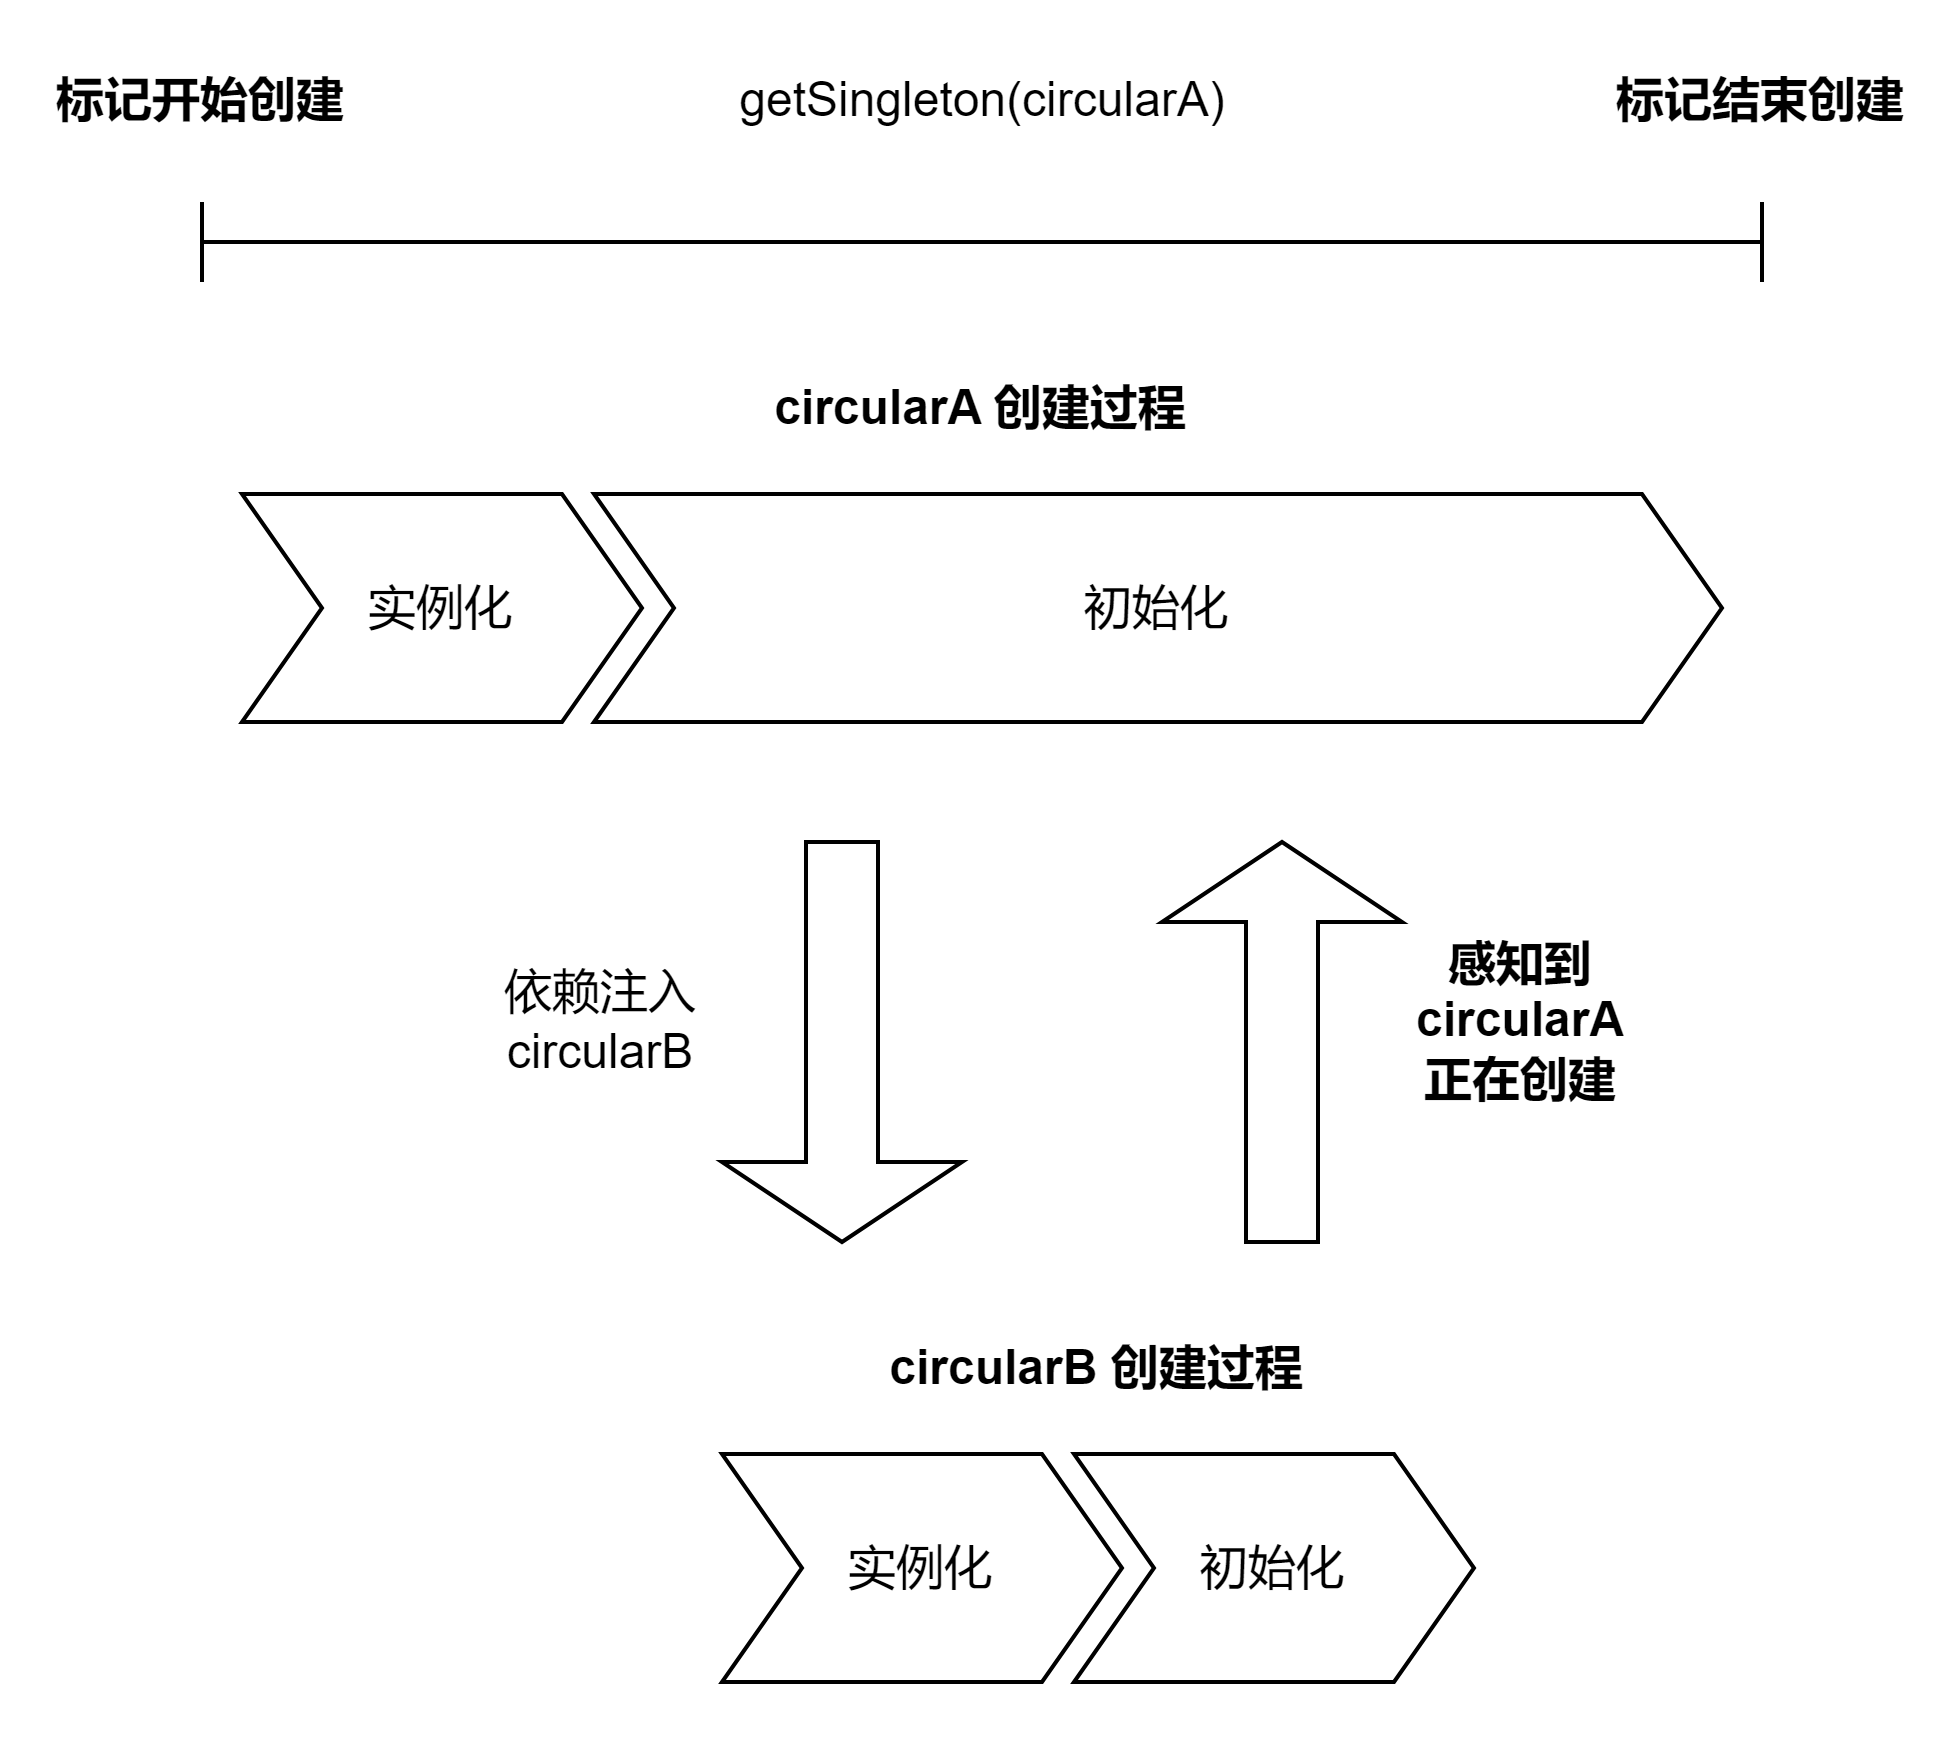 标记开始创建
getSingleton(circularA)
标记结束创建
circularA 创建过程
实例化
初始化
依赖注入
circularB
感知到
circularA
正在创建
circularB 创建过程
实例化
初始化